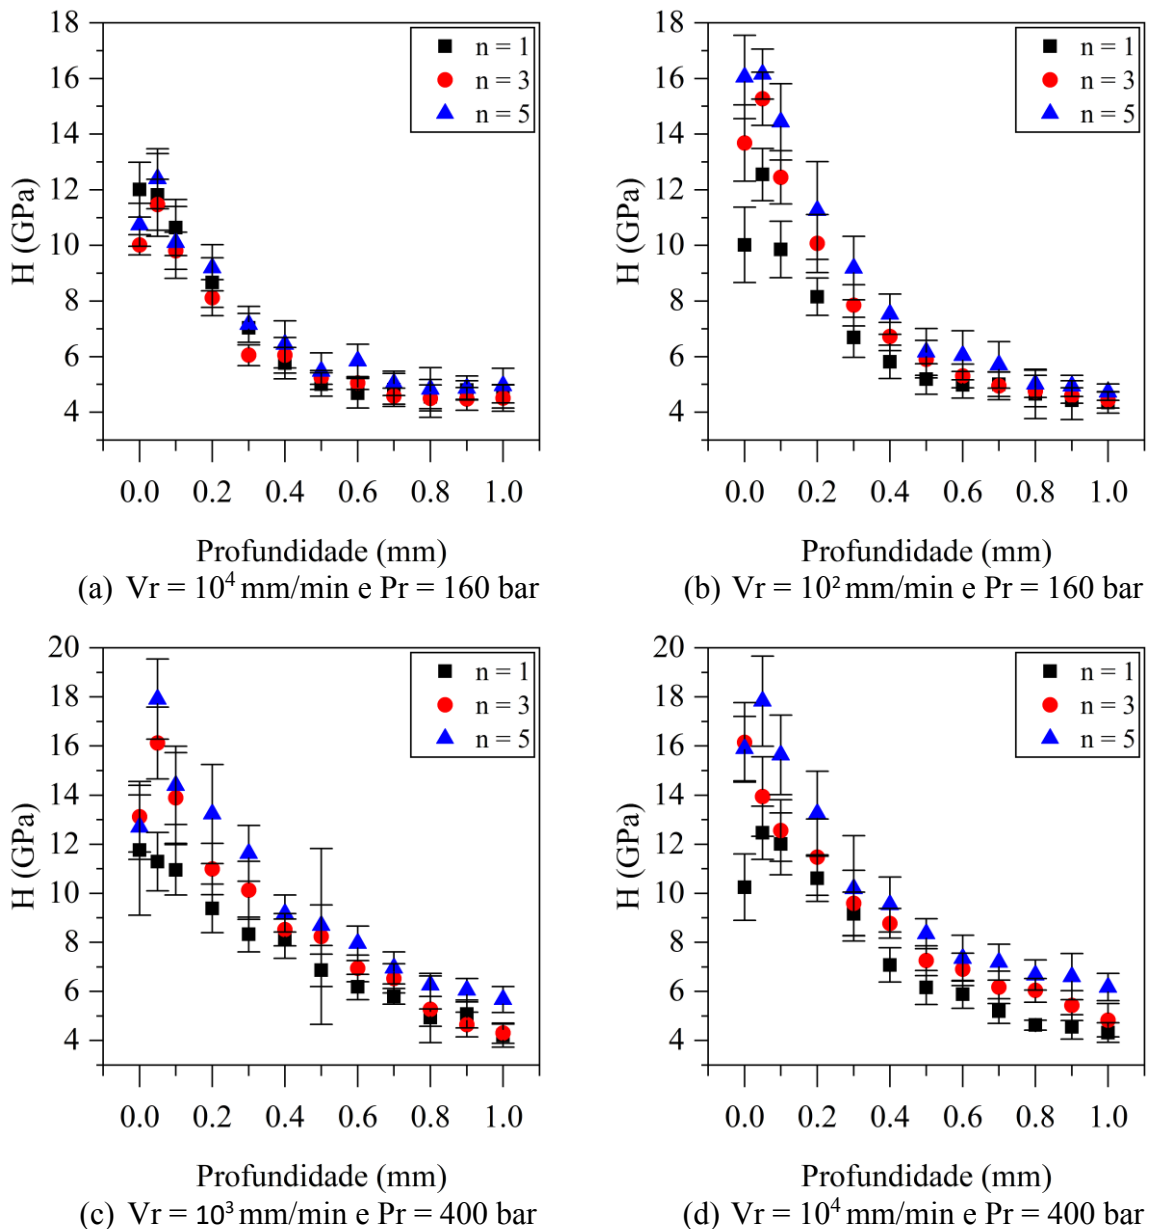 18
16
14
12
10
8
6
4
H (GPa)
n = 1
n = 3
n = 5
0.0 0.2 0.4 0.6 0.8 1.0
Profundidade (mm)
(a) Vr = 10⁴ mm/min e Pr = 160 bar
18
16
14
12
10
8
6
4
H (GPa)
n = 1
n = 3
n = 5
0.0 0.2 0.4 0.6 0.8 1.0
Profundidade (mm)
(b) Vr = 10² mm/min e Pr = 160 bar
20
18
16
14
12
10
8
6
4
H (GPa)
n = 1
n = 3
n = 5
0.0 0.2 0.4 0.6 0.8 1.0
Profundidade (mm)
(c) Vr = 10³ mm/min e Pr = 400 bar
20
18
16
14
12
10
8
6
4
H (GPa)
n = 1
n = 3
n = 5
0.0 0.2 0.4 0.6 0.8 1.0
Profundidade (mm)
(d) Vr = 10⁴ mm/min e Pr = 400 bar